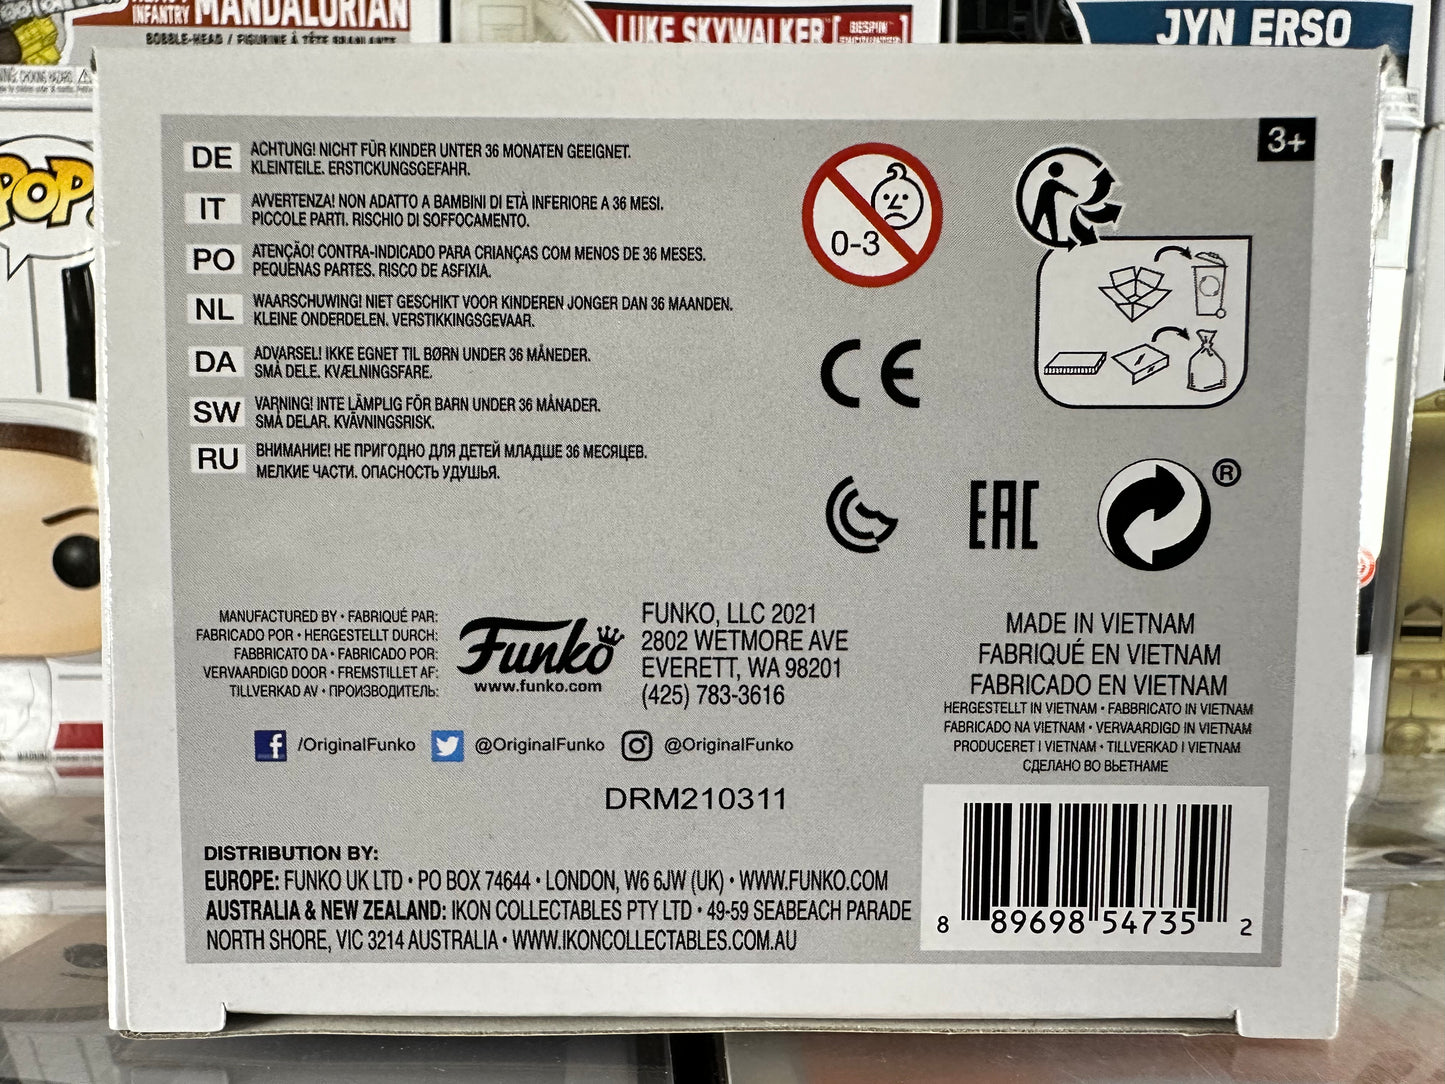 INFANTRY MANDALORIAN
BOBBLE-HEAD / FIGURINE À TÊTE BRANLANTE
LUKE SKYWALKER [BESPIN
JYN ERSO
POP
3+
DE ACHTUNG! NICHT FÜR KINDER UNTER 36 MONATEN GEEIGNET.
KLEINTEILE. ERSTICKUNGSGEFAHR.
IT AVVERTENZA! NON ADATTO A BAMBINI DI ETÀ INFERIORE A 36 MESI.
PICCOLE PARTI. RISCHIO DI SOFFOCAMENTO.
PO ATENÇÃO! CONTRA-INDICADO PARA CRIANÇAS COM MENOS DE 36 MESES.
PEQUENAS PARTES. RISCO DE ASFIXIA.
NL WAARSCHUWING! NIET GESCHIKT VOOR KINDEREN JONGER DAN 36 MAANDEN.
KLEINE ONDERDELEN. VERSTIKKINGSGEVAAR.
DA ADVARSEL! IKKE EGNET TIL BØRN UNDER 36 MÅNEDER.
SMÅ DELE. KVÆLNINGSFARE.
SW VARNING! INTE LÄMPLIG FÖR BARN UNDER 36 MÅNADER.
SMÅ DELAR. KVÄVNINGSRISK.
RU ВНИМАНИЕ! НЕ ПРИГОДНО ДЛЯ ДЕТЕЙ МЛАДШЕ 36 МЕСЯЦЕВ.
МЕЛКИЕ ЧАСТИ. ОПАСНОСТЬ УДУШЬЯ.
0-3
CE
EAC
®
MANUFACTURED BY • FABRIQUÉ PAR:
FABRICADO POR • HERGESTELLT DURCH:
FABBRICATO DA • FABRICADO POR:
VERVAARDIGD DOOR • FREMSTILLET AF:
TILLVERKAD AV • ПРОИЗВОДИТЕЛЬ:
Funko
www.funko.com
FUNKO, LLC 2021
2802 WETMORE AVE
EVERETT, WA 98201
(425) 783-3616
MADE IN VIETNAM
FABRIQUÉ EN VIETNAM
FABRICADO EN VIETNAM
HERGESTELLT IN VIETNAM • FABBRICATO IN VIETNAM
FABRICADO NA VIETNAM • VERVAARDIGD IN VIETNAM
PRODUCERET I VIETNAM • TILLVERKAD I VIETNAM
СДЕЛАНО ВО ВЬЕТНАМЕ
f /OriginalFunko @OriginalFunko @OriginalFunko
DRM210311
DISTRIBUTION BY:
EUROPE: FUNKO UK LTD • PO BOX 74644 • LONDON, W6 6JW (UK) • WWW.FUNKO.COM
AUSTRALIA & NEW ZEALAND: IKON COLLECTABLES PTY LTD • 49-59 SEABEACH PARADE
NORTH SHORE, VIC 3214 AUSTRALIA • WWW.IKONCOLLECTABLES.COM.AU
8 89698 54735 2